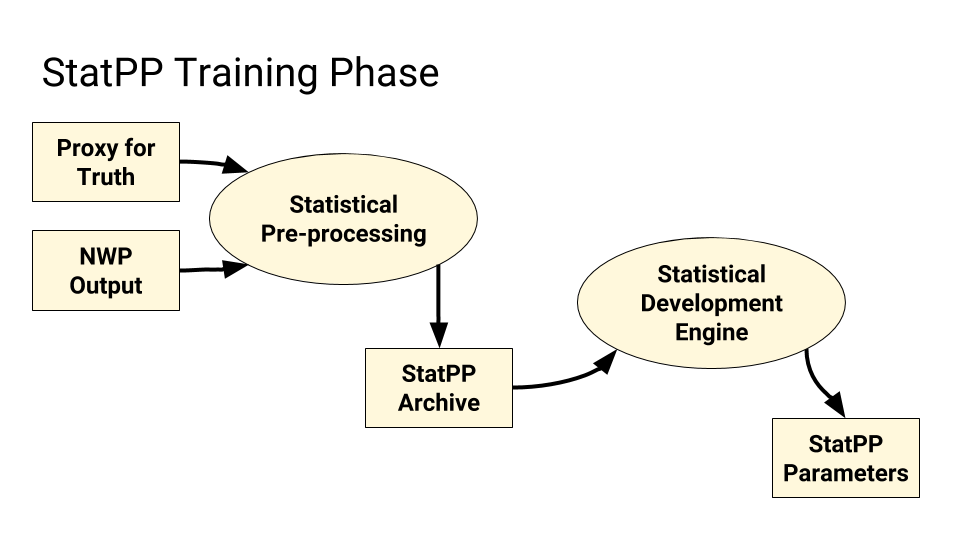 StatPP Training Phase
Proxy for
Truth
NWP
Output
Statistical
Pre-processing
StatPP
Archive
Statistical
Development
Engine
StatPP
Parameters